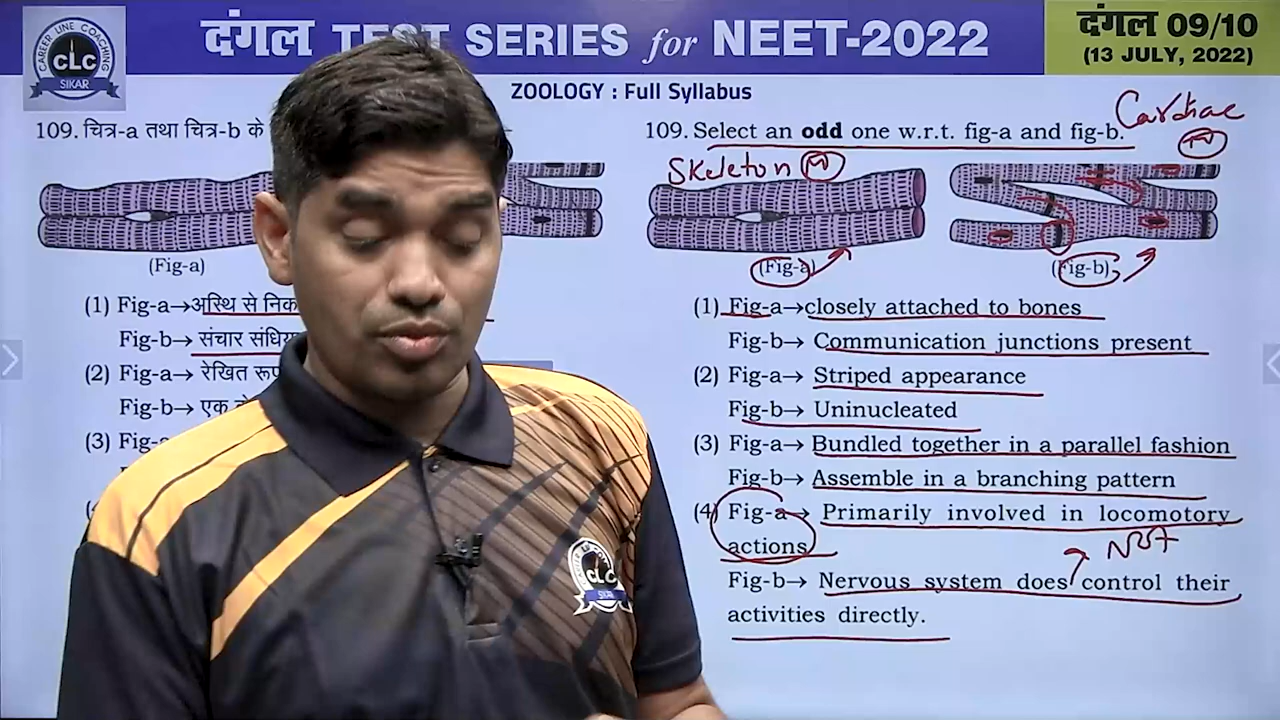 दंगल TEST SERIES for NEET-2022
दंगल 09/10
(13 JULY, 2022)
CAREER LINE COACHING
CLC
SIKAR
ZOOLOGY : Full Syllabus
109. चित्र-a तथा चित्र-b के
(Fig-a)
(1) Fig-a→अस्थि से
Fig-b→ संचार
(2) Fig-a→ रेखित
Fig-b→ एक
(3) Fig-
109. Select an odd one w.r.t. fig-a and fig-b.
Cardiac
Skeleton M
(Fig-a)
(Fig-b)
(1) Fig-a→closely attached to bones
Fig-b→ Communication junctions present
(2) Fig-a→ Striped appearance
Fig-b→ Uninucleated
(3) Fig-a→ Bundled together in a parallel fashion
Fig-b→ Assemble in a branching pattern
(4) Fig-a→ Primarily involved in locomotory
actions
Not
Fig-b→ Nervous system does control their
activities directly.
CLC
SIKAR